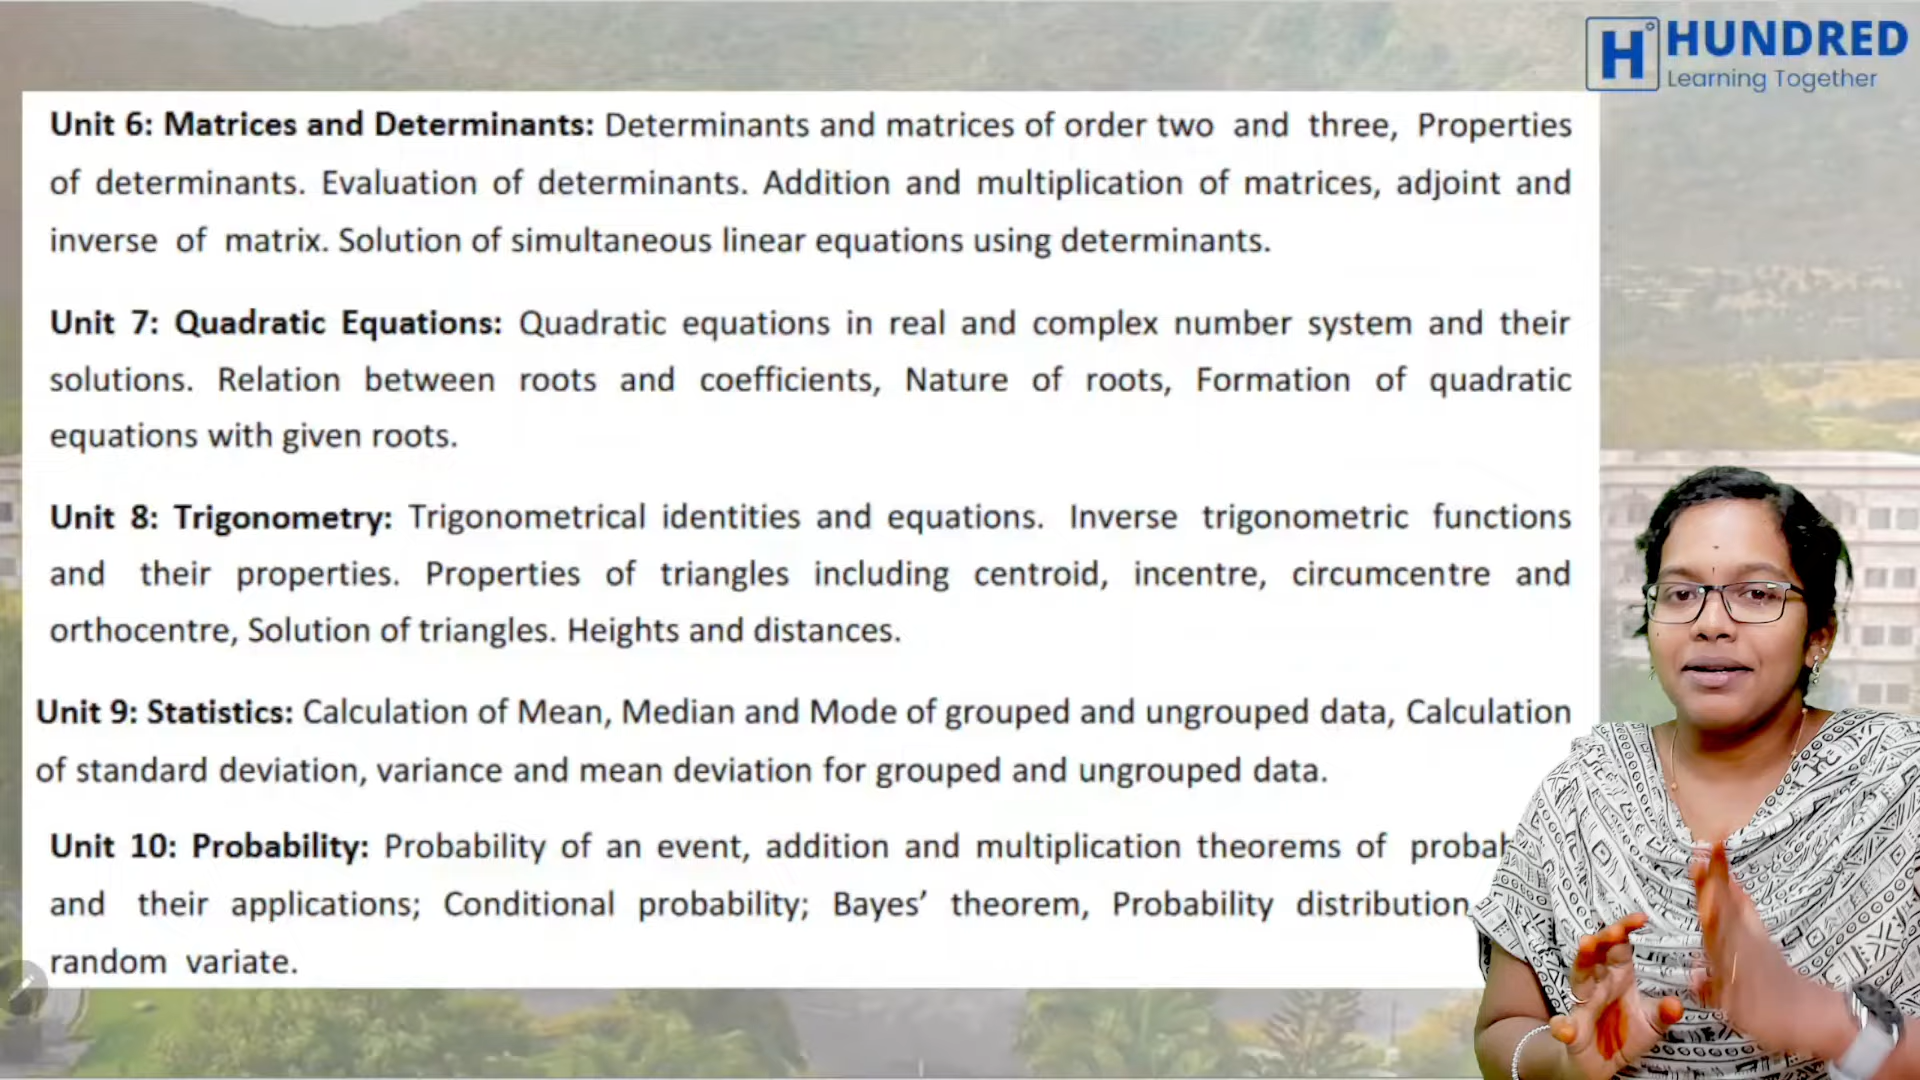 H HUNDRED
Learning Together
Unit 6: Matrices and Determinants: Determinants and matrices of order two and three, Properties
of determinants. Evaluation of determinants. Addition and multiplication of matrices, adjoint and
inverse of matrix. Solution of simultaneous linear equations using determinants.
Unit 7: Quadratic Equations: Quadratic equations in real and complex number system and their
solutions. Relation between roots and coefficients, Nature of roots, Formation of quadratic
equations with given roots.
Unit 8: Trigonometry: Trigonometrical identities and equations. Inverse trigonometric functions
and their properties. Properties of triangles including centroid, incentre, circumcentre and
orthocentre, Solution of triangles. Heights and distances.
Unit 9: Statistics: Calculation of Mean, Median and Mode of grouped and ungrouped data, Calculation
of standard deviation, variance and mean deviation for grouped and ungrouped data.
Unit 10: Probability: Probability of an event, addition and multiplication theorems of
and their applications; Conditional probability; Bayes’ theorem, Probability distribution
random variate.